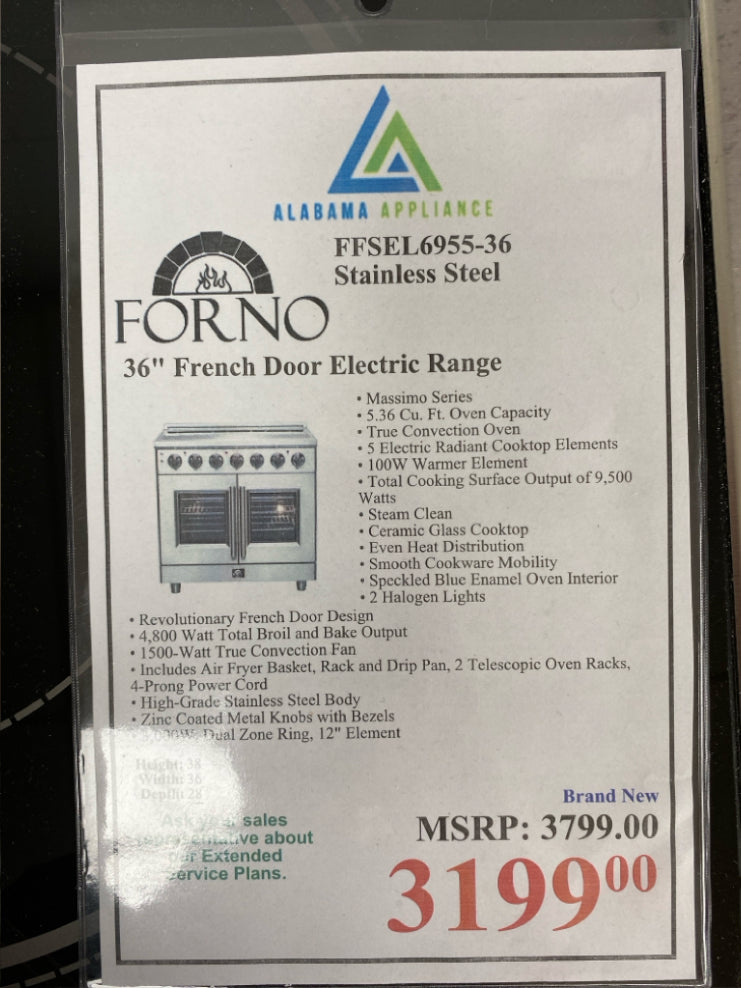 ALABAMA APPLIANCE
FORNO
FFSEL6955-36
Stainless Steel
36" French Door Electric Range
• Massimo Series
• 5.36 Cu. Ft. Oven Capacity
• True Convection Oven
• 5 Electric Radiant Cooktop Elements
• 100W Warmer Element
• Total Cooking Surface Output of 9,500
Watts
• Steam Clean
• Ceramic Glass Cooktop
• Even Heat Distribution
• Smooth Cookware Mobility
• Speckled Blue Enamel Oven Interior
• 2 Halogen Lights
• Revolutionary French Door Design
• 4,800 Watt Total Broil and Bake Output
• 1500-Watt True Convection Fan
• Includes Air Fryer Basket, Rack and Drip Pan, 2 Telescopic Oven Racks,
4-Prong Power Cord
• High-Grade Stainless Steel Body
• Zinc Coated Metal Knobs with Bezels
Dual Zone Ring, 12" Element
Height: 38
Width: 36
Depth: 28
Ask your sales
representative about
our Extended
Service Plans.
Brand New
MSRP: 3799.00
319900